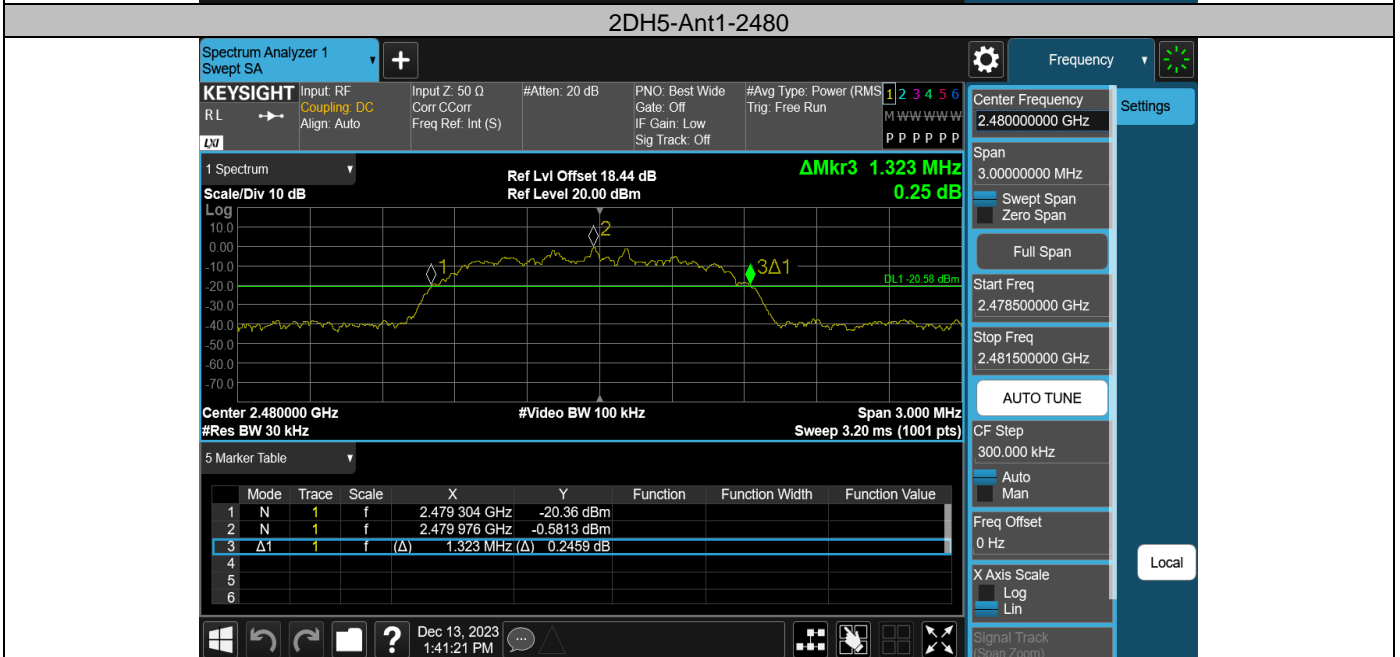 2DH5-Ant1-2480
Spectrum Analyzer 1
Swept SA
+
Frequency
KEYSIGHT
RL
LXI
Input: RF
Coupling: DC
Align: Auto
Input Z: 50 Ω
Corr CCorr
Freq Ref: Int (S)
#Atten: 20 dB
PNO: Best Wide
Gate: Off
IF Gain: Low
Sig Track: Off
#Avg Type: Power (RMS
Trig: Free Run
1 2 3 4 5 6
M W W W W W
P P P P P P
1 Spectrum
Scale/Div 10 dB
Ref Lvl Offset 18.44 dB
Ref Level 20.00 dBm
ΔMkr3 1.323 MHz
0.25 dB
Log
10.0
0.00
-10.0
-20.0
-30.0
-40.0
-50.0
-60.0
-70.0
1
2
3Δ1
DL1 -20.58 dBm
Center 2.480000 GHz
#Res BW 30 kHz
#Video BW 100 kHz
Span 3.000 MHz
Sweep 3.20 ms (1001 pts)
5 Marker Table
Mode Trace Scale X Y Function Function Width Function Value
1 N 1 f 2.479 304 GHz -20.36 dBm
2 N 1 f 2.479 976 GHz -0.5813 dBm
3 Δ1 1 f (Δ) 1.323 MHz (Δ) 0.2459 dB
4
5
6
Dec 13, 2023
1:41:21 PM
Center Frequency
2.480000000 GHz
Span
3.00000000 MHz
Swept Span
Zero Span
Full Span
Start Freq
2.478500000 GHz
Stop Freq
2.481500000 GHz
AUTO TUNE
CF Step
300.000 kHz
Auto
Man
Freq Offset
0 Hz
X Axis Scale
Log
Lin
Signal Track
(Span Zoom)
Settings
Local